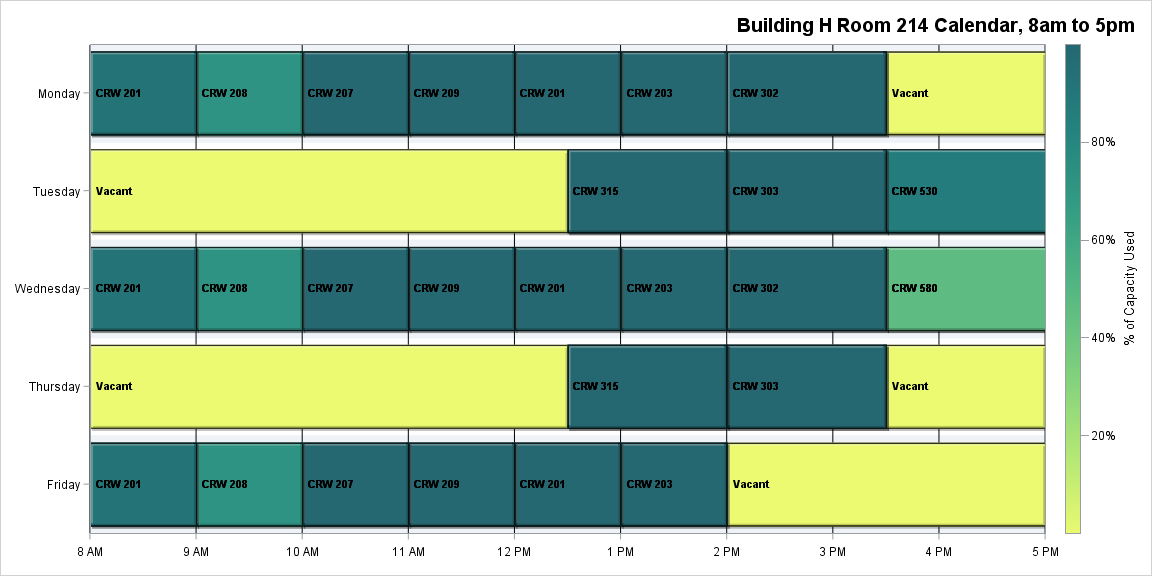 Building H Room 214 Calendar, 8am to 5pm
Monday CRW 201 CRW 208 CRW 207 CRW 209 CRW 201 CRW 203 CRW 302 Vacant
Tuesday Vacant CRW 315 CRW 303 CRW 530
Wednesday CRW 201 CRW 208 CRW 207 CRW 209 CRW 201 CRW 203 CRW 302 CRW 580
Thursday Vacant CRW 315 CRW 303 Vacant
Friday CRW 201 CRW 208 CRW 207 CRW 209 CRW 201 CRW 203 Vacant
8 AM 9 AM 10 AM 11 AM 12 PM 1 PM 2 PM 3 PM 4 PM 5 PM
80%
60%
40%
20%
% of Capacity Used